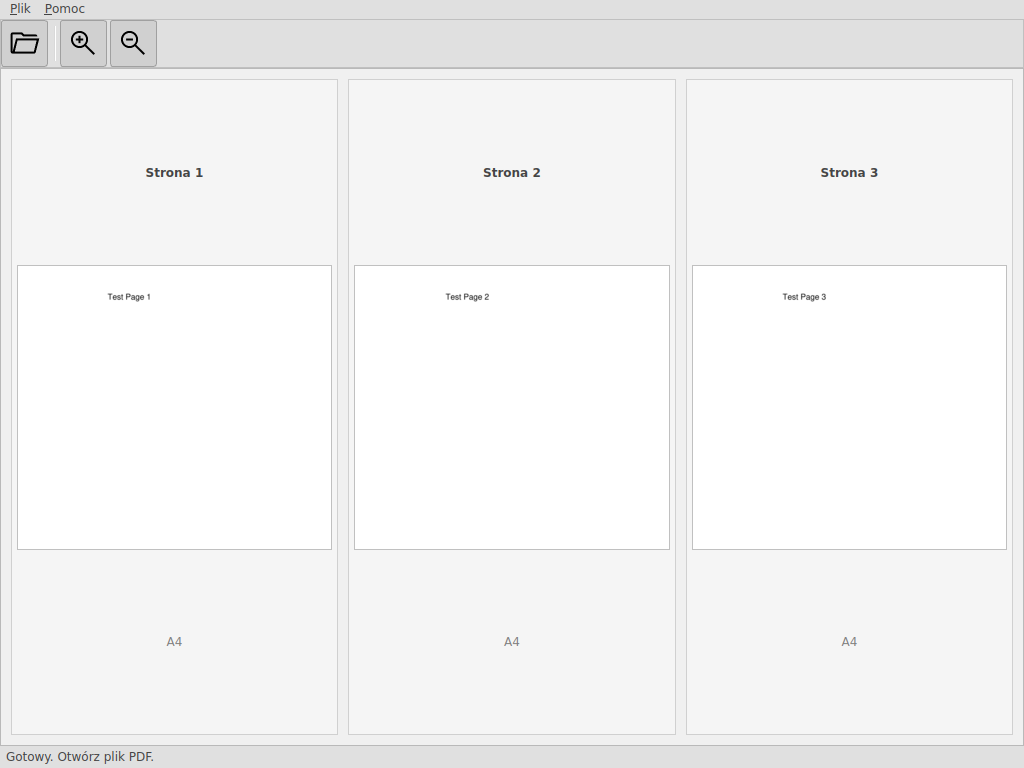 Plik Pomoc
Strona 1 Strona 2 Strona 3
Test Page 1 Test Page 2 Test Page 3
A4 A4 A4
Gotowy. Otwórz plik PDF.